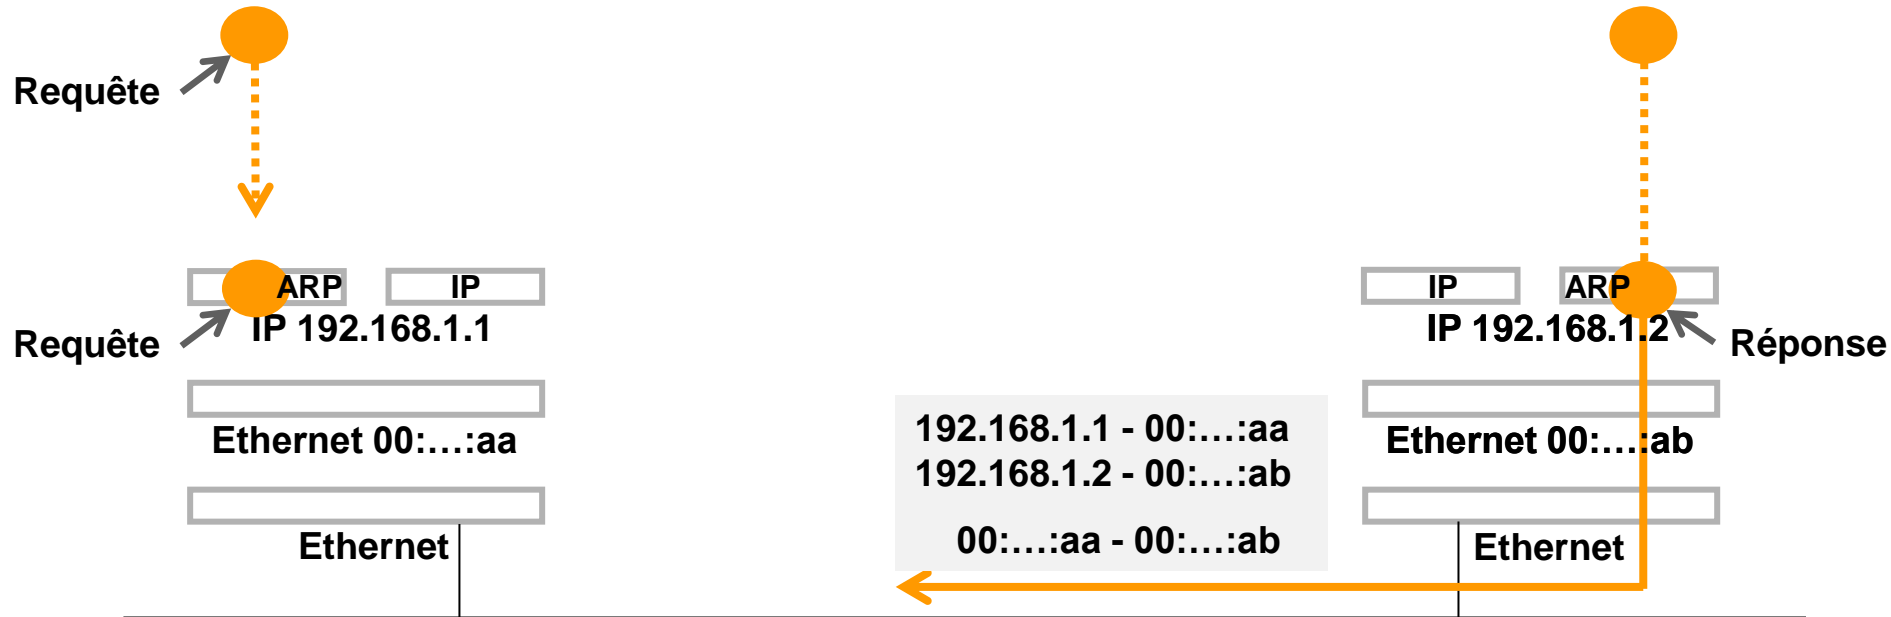 Requête
ARP
IP
IP
ARP
Requête
IP 192.168.1.1
IP 192.168.1.2
Réponse
192.168.1.1 - 00:…:aa
Ethernet 00:…:aa
Ethernet 00:…:ab
192.168.1.2 - 00:…:ab
00:…:aa - 00:…:ab
Ethernet
Ethernet